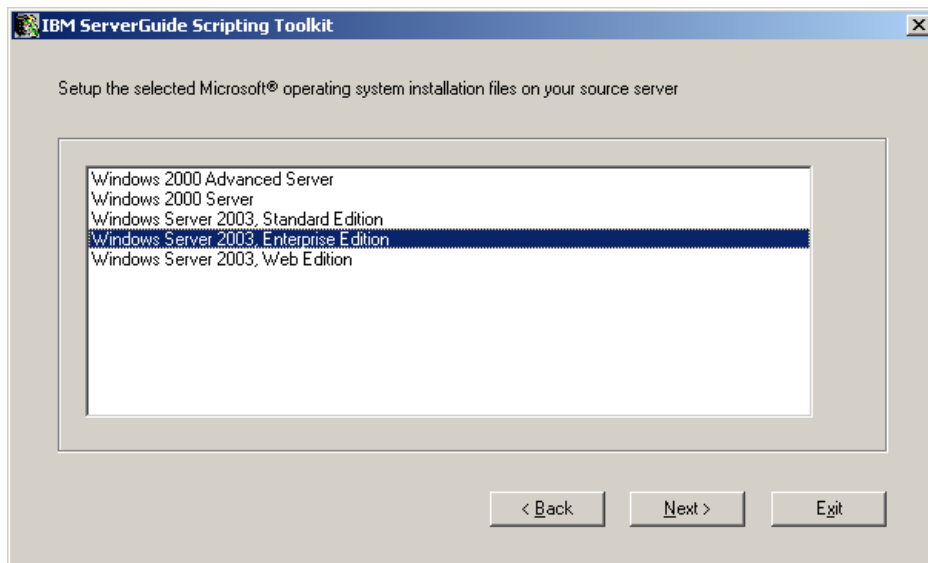 IBM ServerGuide Scripting Toolkit
Setup the selected Microsoft® operating system installation files on your source server
Windows 2000 Advanced Server
Windows 2000 Server
Windows Server 2003, Standard Edition
Windows Server 2003, Enterprise Edition
Windows Server 2003, Web Edition
< Back Next > Exit